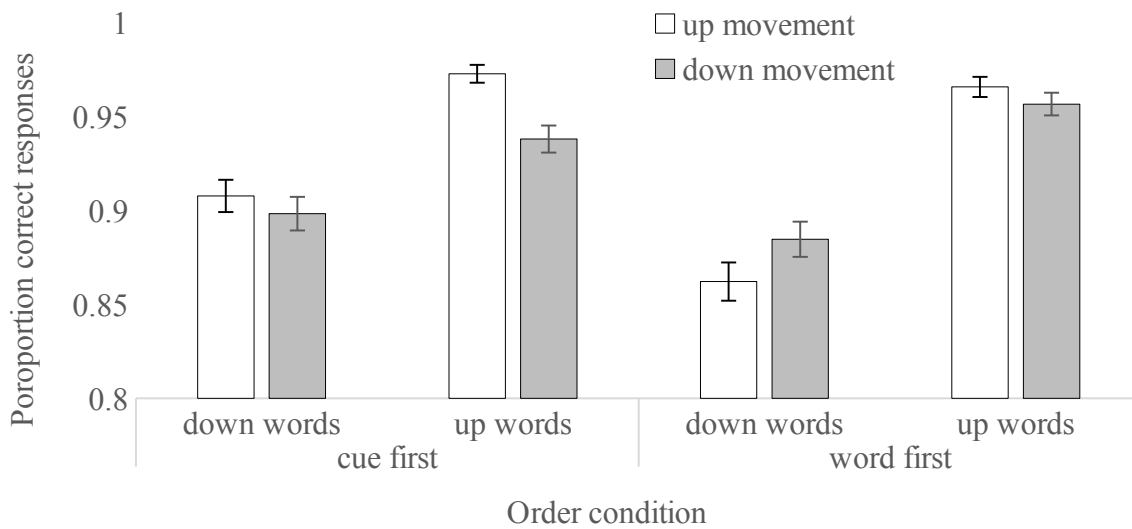 Poroportion correct responses
1
0.95
0.9
0.85
0.8
up movement
down movement
down words
up words
down words
up words
cue first
word first
Order condition